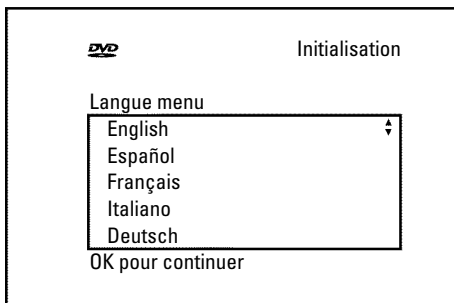 DVD Initialisation
Langue menu
English
Español
Français
Italiano
Deutsch
OK pour continuer